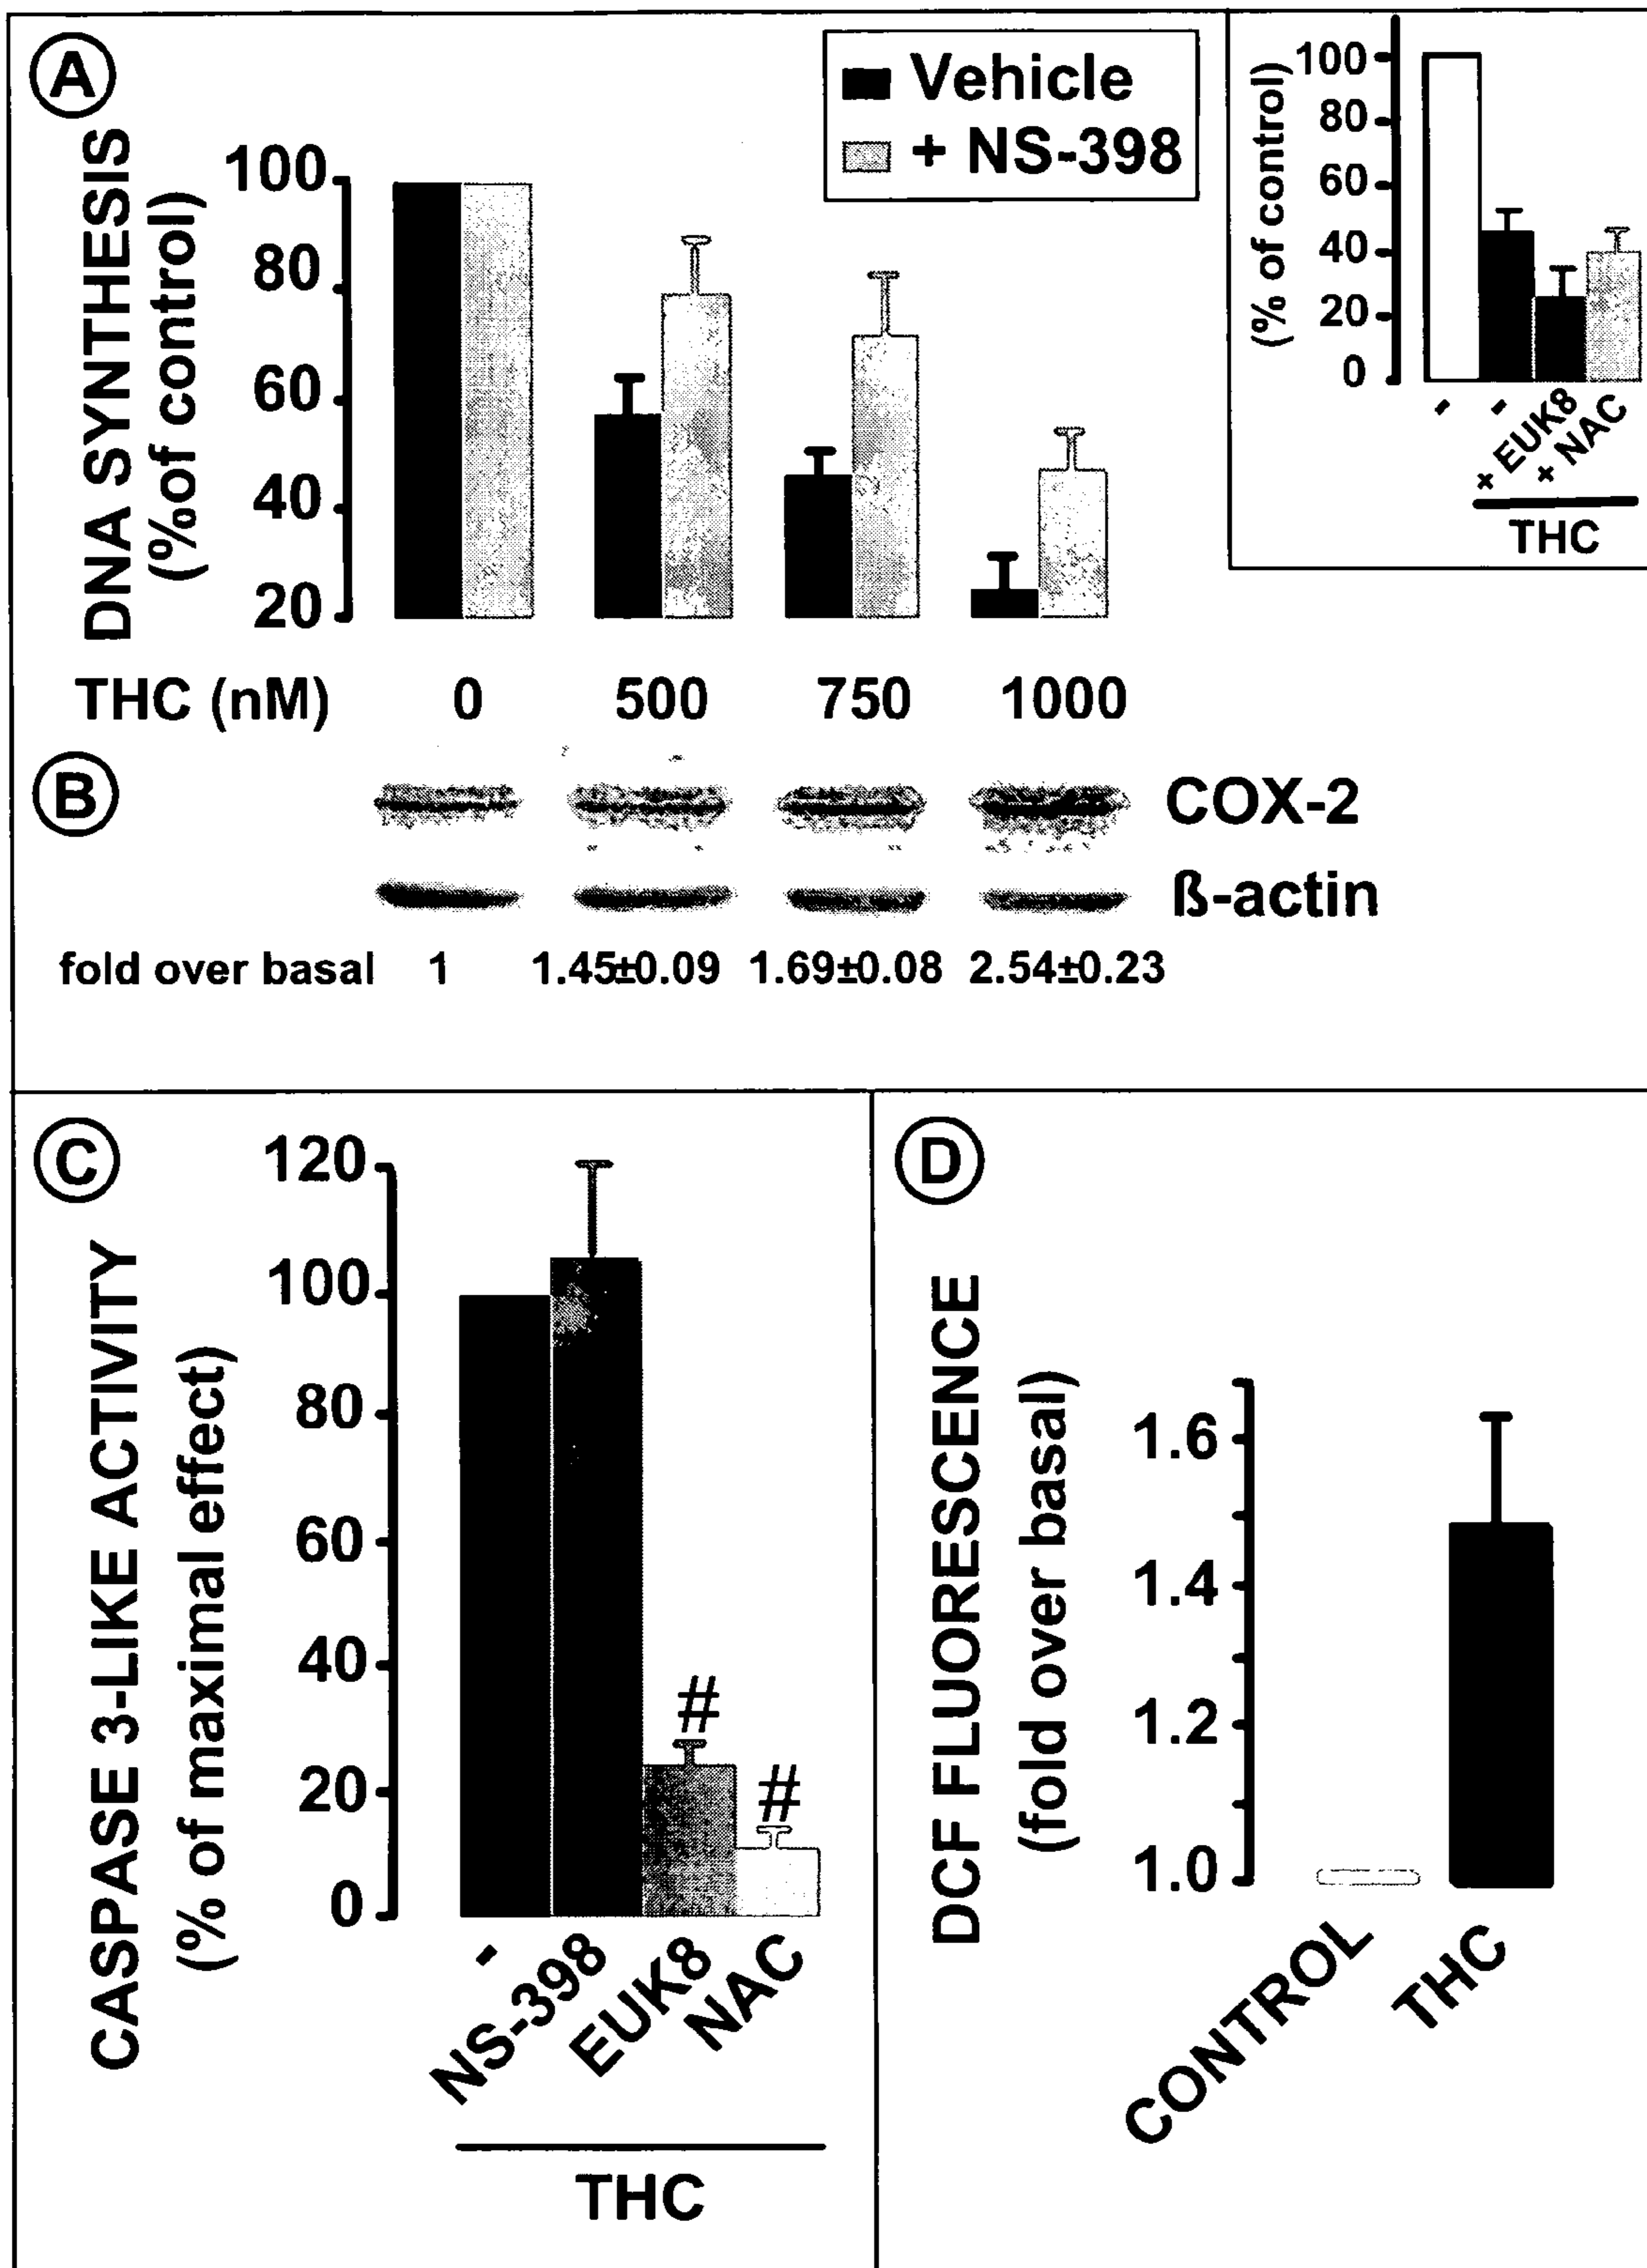 A
DNA SYNTHESIS
(%of control)
100
80
60
40
20
Vehicle
+ NS-398
THC (nM)
0 500 750 1000
(% of control)
100
80
60
40
20
0
- - + EUK8 + NAC
THC
B
COX-2
ß-actin
fold over basal 1 1.45±0.09 1.69±0.08 2.54±0.23
C
CASPASE 3-LIKE ACTIVITY
(% of maximal effect)
120
100
80
60
40
20
0
#
#
- NS-398 EUK8 NAC
THC
D
DCF FLUORESCENCE
(fold over basal)
1.6
1.4
1.2
1.0
CONTROL THC